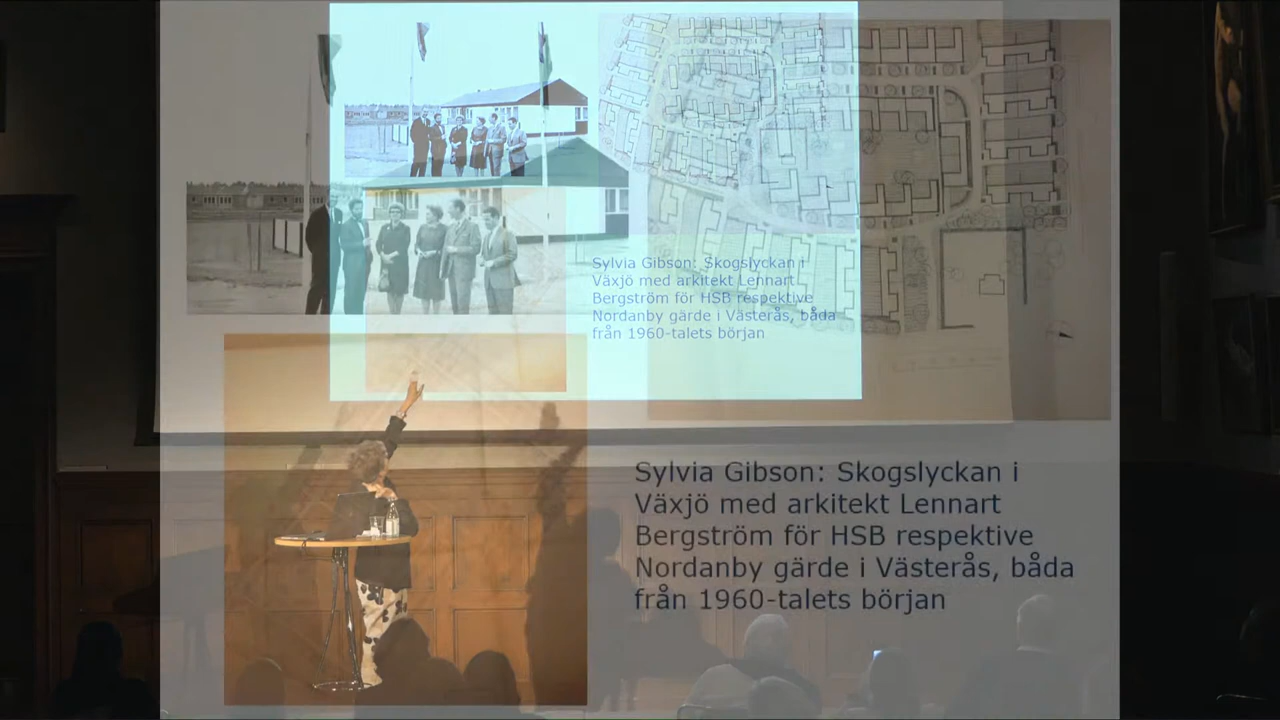 Sylvia Gibson: Skogslyckan i
Växjö med arkitekt Lennart
Bergström för HSB respektive
Nordanby gärde i Västerås, båda
från 1960-talets början
Sylvia Gibson: Skogslyckan i
Växjö med arkitekt Lennart
Bergström för HSB respektive
Nordanby gärde i Västerås, båda
från 1960-talets början